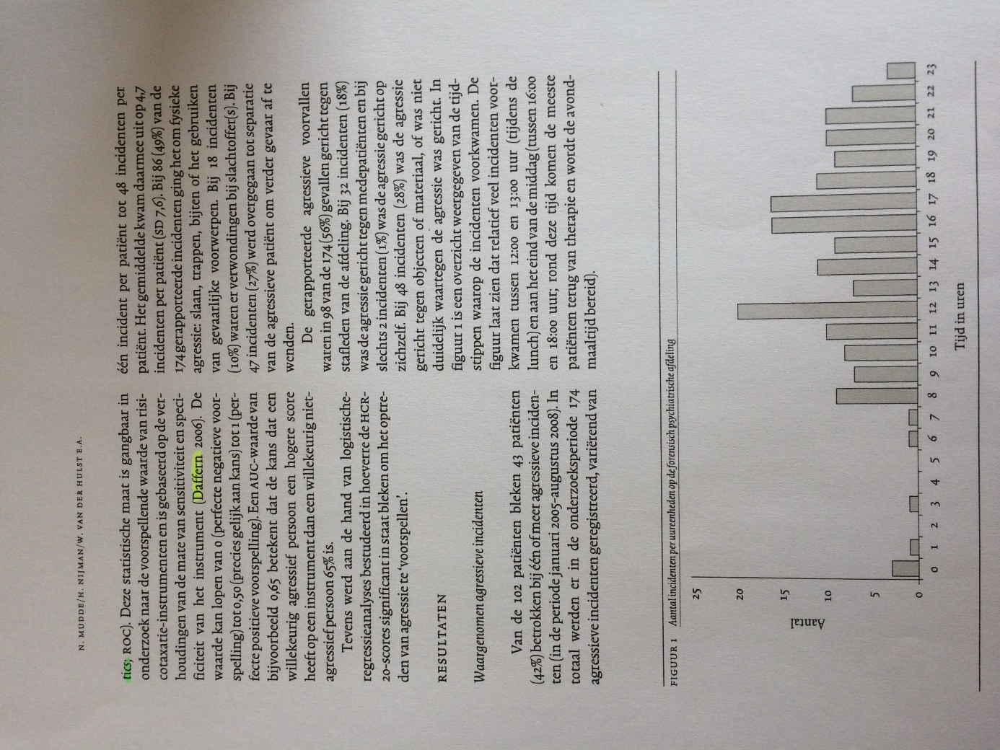 N. MUDDE/H. NIJMAN/W. VAN DER HULST E.A.
tics; ROC). Deze statistische maat is gangbaar in
onderzoek naar de voorspellende waarde van risi-
cotaxatie-instrumenten en is gebaseerd op de ver-
houdingen van de mate van sensitiviteit en speci-
ficiteit van het instrument (Daffern 2006). De
waarde kan lopen van 0 (perfecte negatieve voor-
spelling) tot 0,50 (precies gelijk aan kans) tot 1 (per-
fecte positieve voorspelling). Een AUC-waarde van
bijvoorbeeld 0,65 betekent dat de kans dat een
willekeurig agressief persoon een hogere score
heeft op een instrument dan een willekeurig niet-
agressief persoon 65% is.
Tevens werd aan de hand van logistische-
regressieanalyses bestudeerd in hoeverre de HCR-
20-scores significant in staat bleken om het optre-
den van agressie te ‘voorspellen’.
RESULTATEN
Waargenomen agressieve incidenten
Van de 102 patiënten bleken 43 patiënten
(42%) betrokken bij één of meer agressieve inciden-
ten (in de periode januari 2005-augustus 2008). In
totaal werden er in de onderzoeksperiode 174
agressieve incidenten geregistreerd, variërend van
één incident per patiënt tot 48 incidenten per
patiënt. Het gemiddelde kwam daarmee uit op 4,7
incidenten per patiënt (SD 7,6). Bij 86 (49%) van de
174 gerapporteerde incidenten ging het om fysieke
agressie: slaan, trappen, bijten of het gebruiken
van gevaarlijke voorwerpen. Bij 18 incidenten
(10%) waren er verwondingen bij slachtoffer(s). Bij
47 incidenten (27%) werd overgegaan tot separatie
van de agressieve patiënt om verder gevaar af te
wenden.
De gerapporteerde agressieve voorvallen
waren in 98 van de 174 (56%) gevallen gericht tegen
stafleden van de afdeling. Bij 32 incidenten (18%)
was de agressie gericht tegen medepatiënten en bij
slechts 2 incidenten (1%) was de agressie gericht op
zichzelf. Bij 48 incidenten (28%) was de agressie
gericht tegen objecten of materiaal, of was niet
duidelijk waartegen de agressie was gericht. In
figuur 1 is een overzicht weergegeven van de tijd-
stippen waarop de incidenten voorkwamen. De
figuur laat zien dat relatief veel incidenten voor-
kwamen tussen 12:00 en 13:00 uur (tijdens de
lunch) en aan het eind van de middag (tussen 16:00
en 18:00 uur; rond deze tijd komen de meeste
patiënten terug van therapie en wordt de avond-
maaltijd bereid).
FIGUUR 1 Aantal incidenten per uureenheden op de forensisch psychiatrische afdeling
25
20
15
10
5
0
Aantal
0 1 2 3 4 5 6 7 8 9 10 11 12 13 14 15 16 17 18 19 20 21 22 23
Tijd in uren